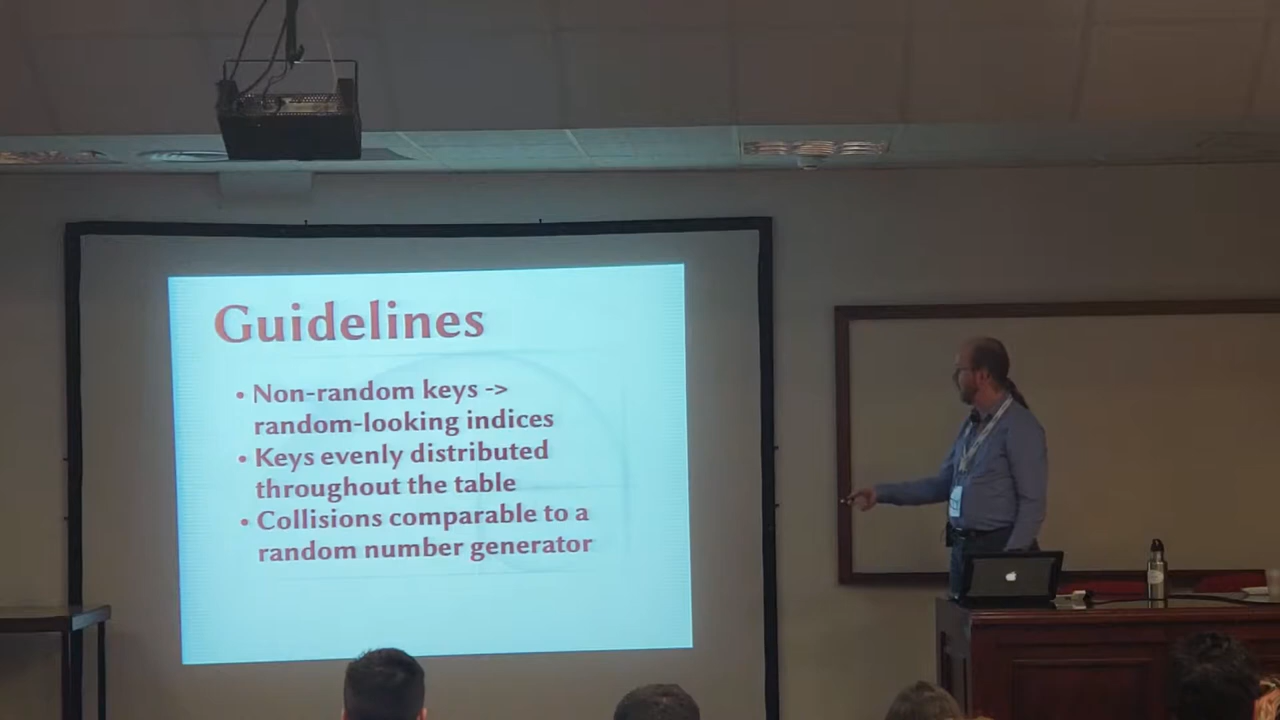 Guidelines
• Non-random keys ->
random-looking indices
• Keys evenly distributed
throughout the table
• Collisions comparable to a
random number generator